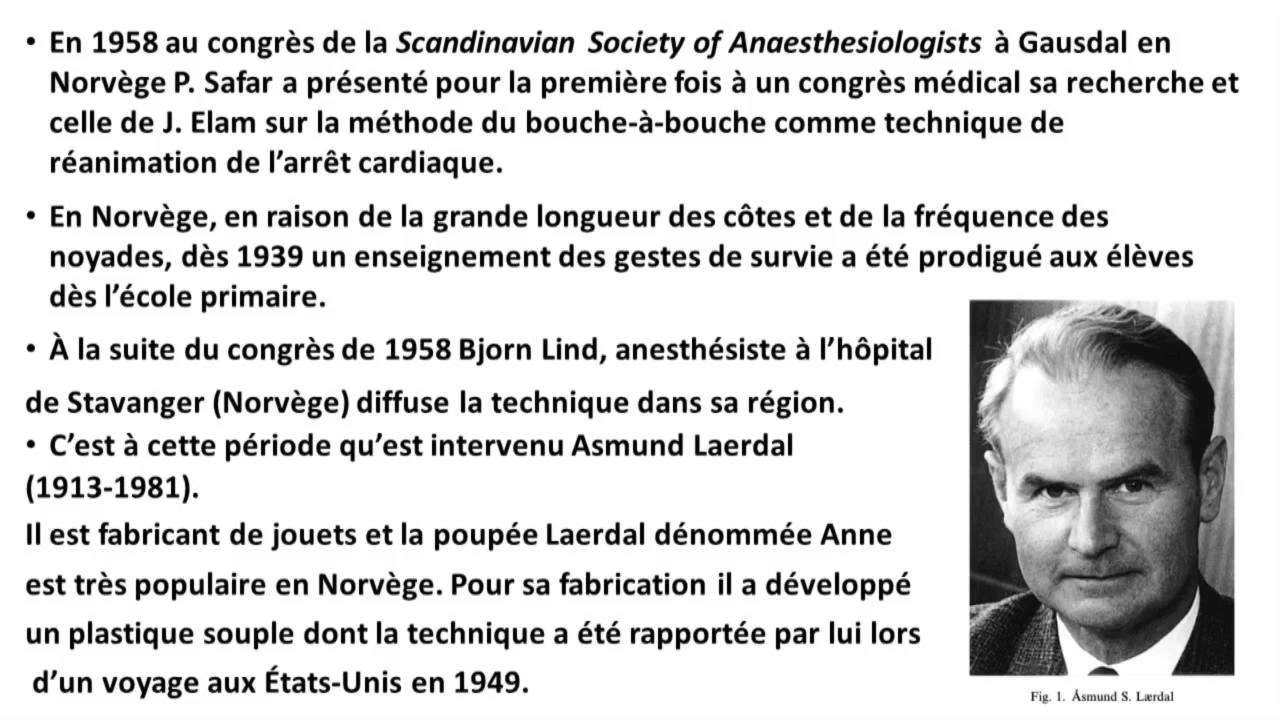 • En 1958 au congrès de la Scandinavian Society of Anaesthesiologists à Gausdal en
Norvège P. Safar a présenté pour la première fois à un congrès médical sa recherche et
celle de J. Elam sur la méthode du bouche-à-bouche comme technique de
réanimation de l’arrêt cardiaque.
• En Norvège, en raison de la grande longueur des côtes et de la fréquence des
noyades, dès 1939 un enseignement des gestes de survie a été prodigué aux élèves
dès l’école primaire.
• À la suite du congrès de 1958 Bjorn Lind, anesthésiste à l’hôpital
de Stavanger (Norvège) diffuse la technique dans sa région.
• C’est à cette période qu’est intervenu Asmund Laerdal
(1913-1981).
Il est fabricant de jouets et la poupée Laerdal dénommée Anne
est très populaire en Norvège. Pour sa fabrication il a développé
un plastique souple dont la technique a été rapportée par lui lors
d’un voyage aux États-Unis en 1949.
Fig. 1. Åsmund S. Lærdal